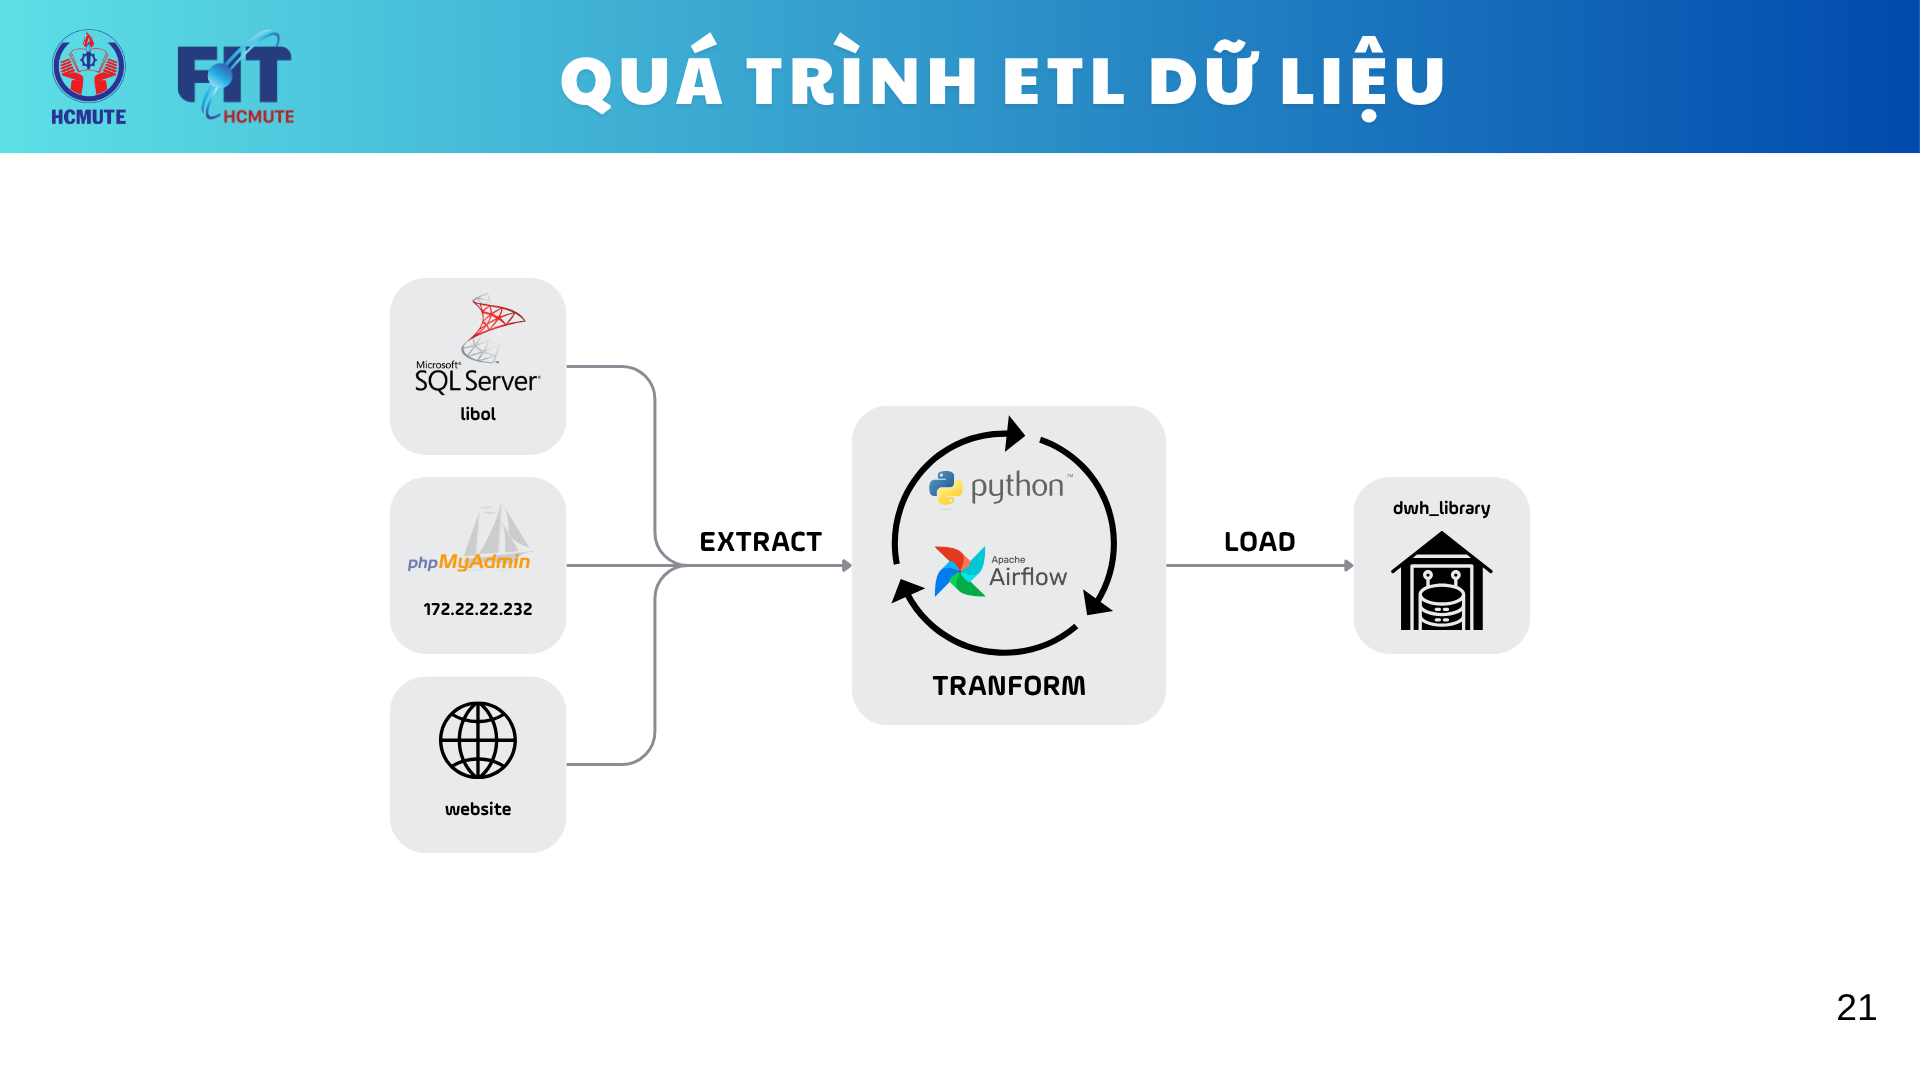 HCMUTE
FIT
HCMUTE
QUÁ TRÌNH ETL DỮ LIỆU
Microsoft®
SQL Server®
libol
phpMyAdmin
172.22.22.232
website
EXTRACT
python™
Apache
Airflow
TRANFORM
LOAD
dwh_library
21